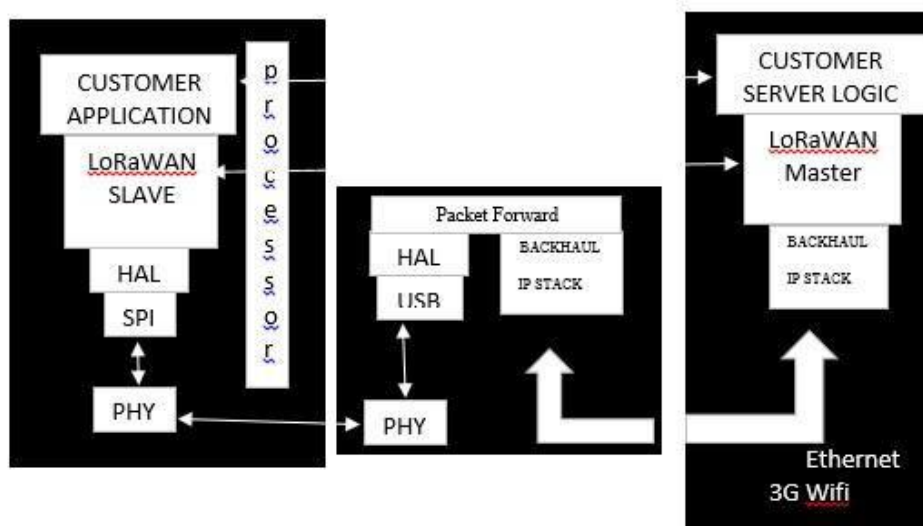 CUSTOMER
APPLICATION
LoRaWAN
SLAVE
HAL
SPI
PHY
processor
Packet Forward
HAL
USB
BACKHAUL
IP STACK
PHY
CUSTOMER
SERVER LOGIC
LoRaWAN
Master
BACKHAUL
IP STACK
Ethernet
3G Wifi